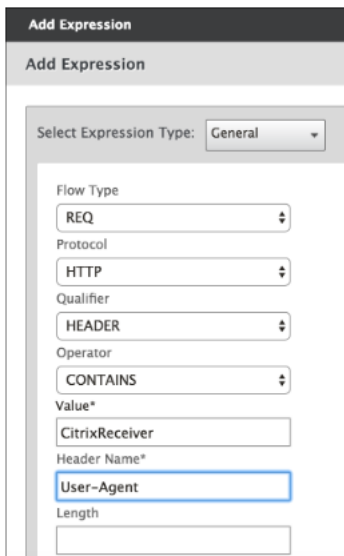 Add Expression
Add Expression
Select Expression Type: General
Flow Type
REQ
Protocol
HTTP
Qualifier
HEADER
Operator
CONTAINS
Value*
CitrixReceiver
Header Name*
User-Agent
Length